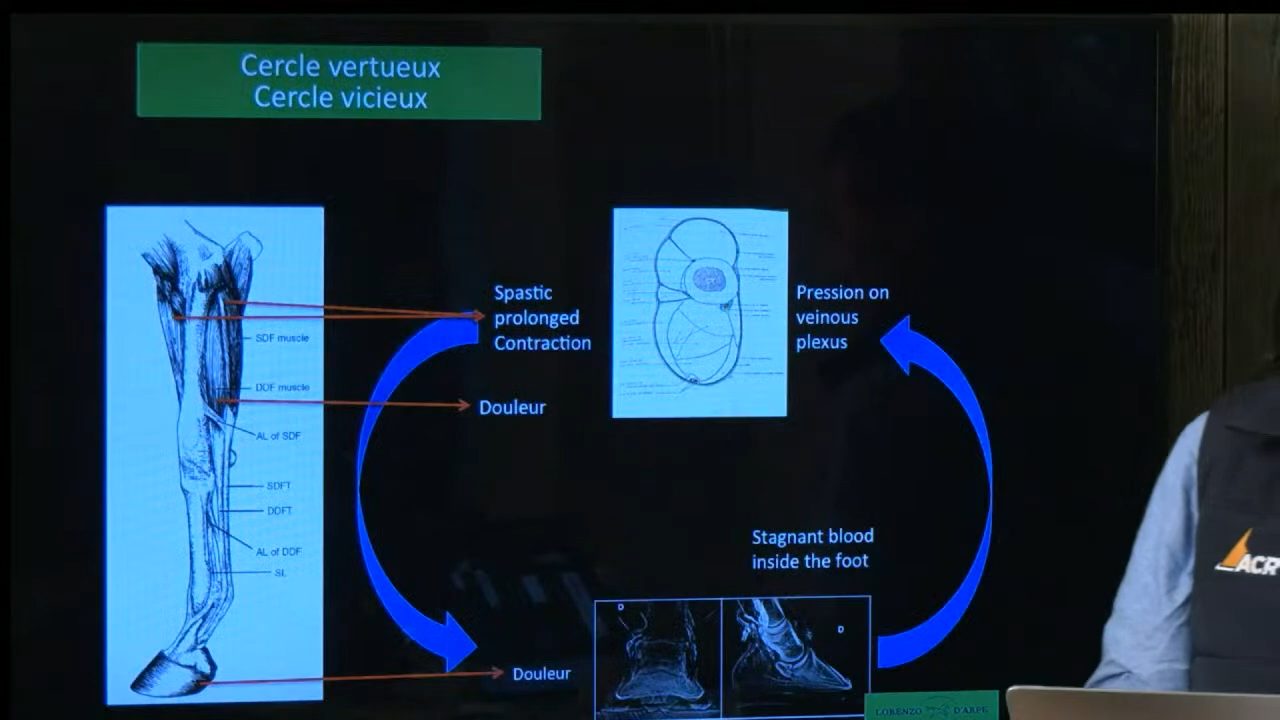 Cercle vertueux
Cercle vicieux
SDF muscle
DDF muscle
AL of SDF
SDFT
DDFT
AL of DDF
SL
Spastic
prolonged
Contraction
Douleur
Douleur
Pression on
veinous
plexus
Stagnant blood
inside the foot
D
D
LORENZO D'ARPE
ACR